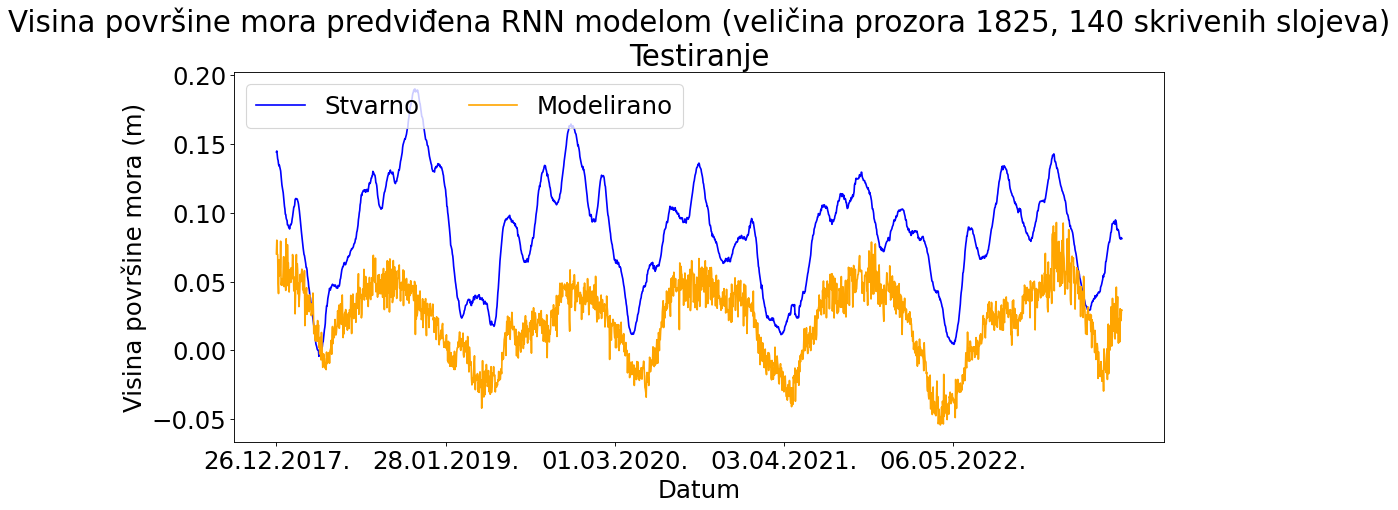 Visina površine mora predviđena RNN modelom (veličina prozora 1825, 140 skrivenih slojeva)
Testiranje
Stvarno
Modelirano
Visina površine mora (m)
0.20
0.15
0.10
0.05
0.00
−0.05
26.12.2017.
28.01.2019.
01.03.2020.
03.04.2021.
06.05.2022.
Datum